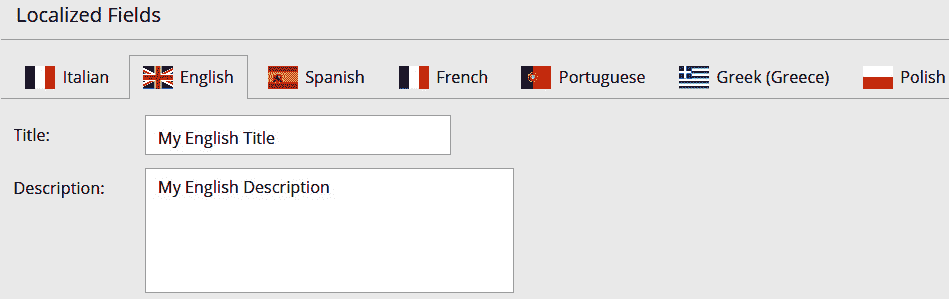 Localized Fields
Italian English Spanish French Portuguese Greek (Greece) Polish
Title: My English Title
Description: My English Description